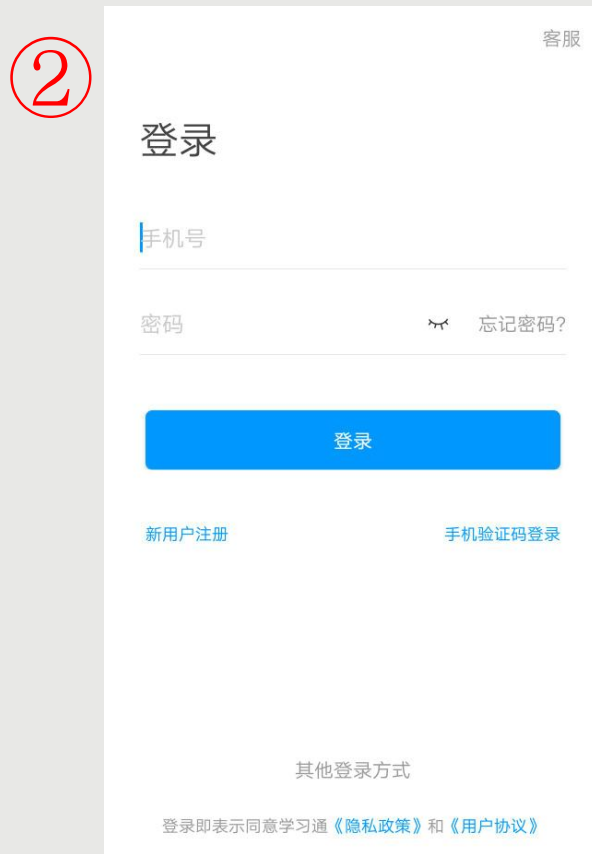 ②
客服
登录
手机号
密码 忘记密码?
登录
新用户注册 手机验证码登录
其他登录方式
登录即表示同意学习通《隐私政策》和《用户协议》